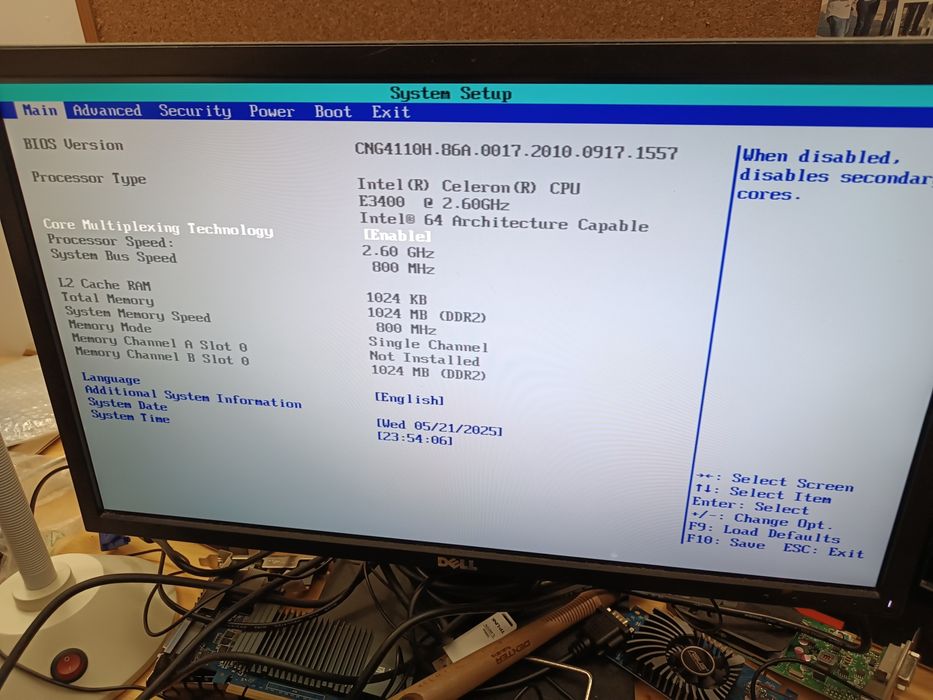 System Setup
Main Advanced Security Power Boot Exit
BIOS Version CNG4110H.86A.0017.2010.0917.1557
Processor Type Intel(R) Celeron(R) CPU
E3400 @ 2.60GHz
Intel® 64 Architecture Capable
Core Multiplexing Technology [Enable]
Processor Speed: 2.60 GHz
System Bus Speed 800 MHz
L2 Cache RAM 1024 KB
Total Memory 1024 MB (DDR2)
System Memory Speed 800 MHz
Memory Mode Single Channel
Memory Channel A Slot 0 Not Installed
Memory Channel B Slot 0 1024 MB (DDR2)
Language [English]
Additional System Information
System Date [Wed 05/21/2025]
System Time [23:54:06]
When disabled,
disables secondar
cores.
→←: Select Screen
↑↓: Select Item
Enter: Select
+/-: Change Opt.
F9: Load Defaults
F10: Save ESC: Exit
DELL
tp-link